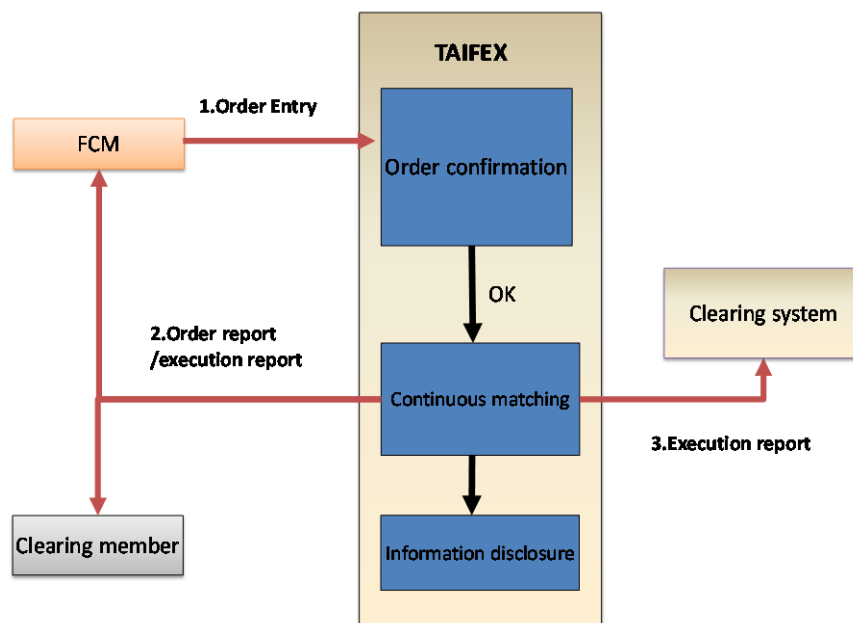 TAIFEX
1.Order Entry
FCM
Order confirmation
OK
Clearing system
2.Order report
/execution report
Continuous matching
3.Execution report
Clearing member
Information disclosure